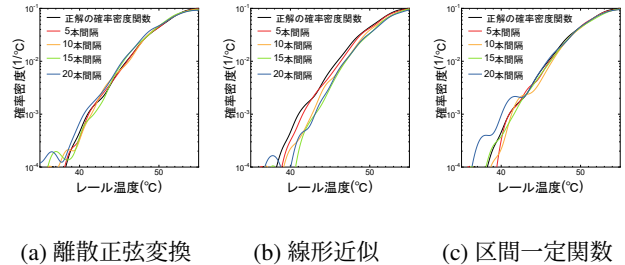 10⁻¹
10⁻²
10⁻³
10⁻⁴
確率密度(1/℃)
正解の確率密度関数
5本間隔
10本間隔
15本間隔
20本間隔
40
50
レール温度(℃)
(a) 離散正弦変換
10⁻¹
10⁻²
10⁻³
10⁻⁴
確率密度(1/℃)
正解の確率密度関数
5本間隔
10本間隔
15本間隔
20本間隔
40
50
レール温度(℃)
(b) 線形近似
10⁻¹
10⁻²
10⁻³
10⁻⁴
確率密度(1/℃)
正解の確率密度関数
5本間隔
10本間隔
15本間隔
20本間隔
40
50
レール温度(℃)
(c) 区間一定関数